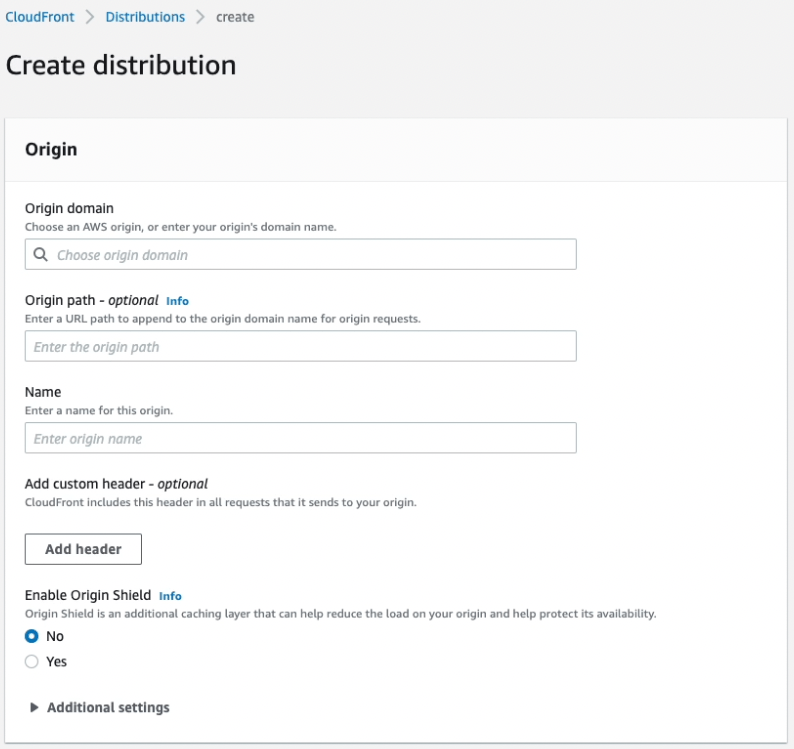 CloudFront > Distributions > create
Create distribution
Origin
Origin domain
Choose an AWS origin, or enter your origin's domain name.
Choose origin domain
Origin path - optional Info
Enter a URL path to append to the origin domain name for origin requests.
Enter the origin path
Name
Enter a name for this origin.
Enter origin name
Add custom header - optional
CloudFront includes this header in all requests that it sends to your origin.
Add header
Enable Origin Shield Info
Origin Shield is an additional caching layer that can help reduce the load on your origin and help protect its availability.
No
Yes
Additional settings